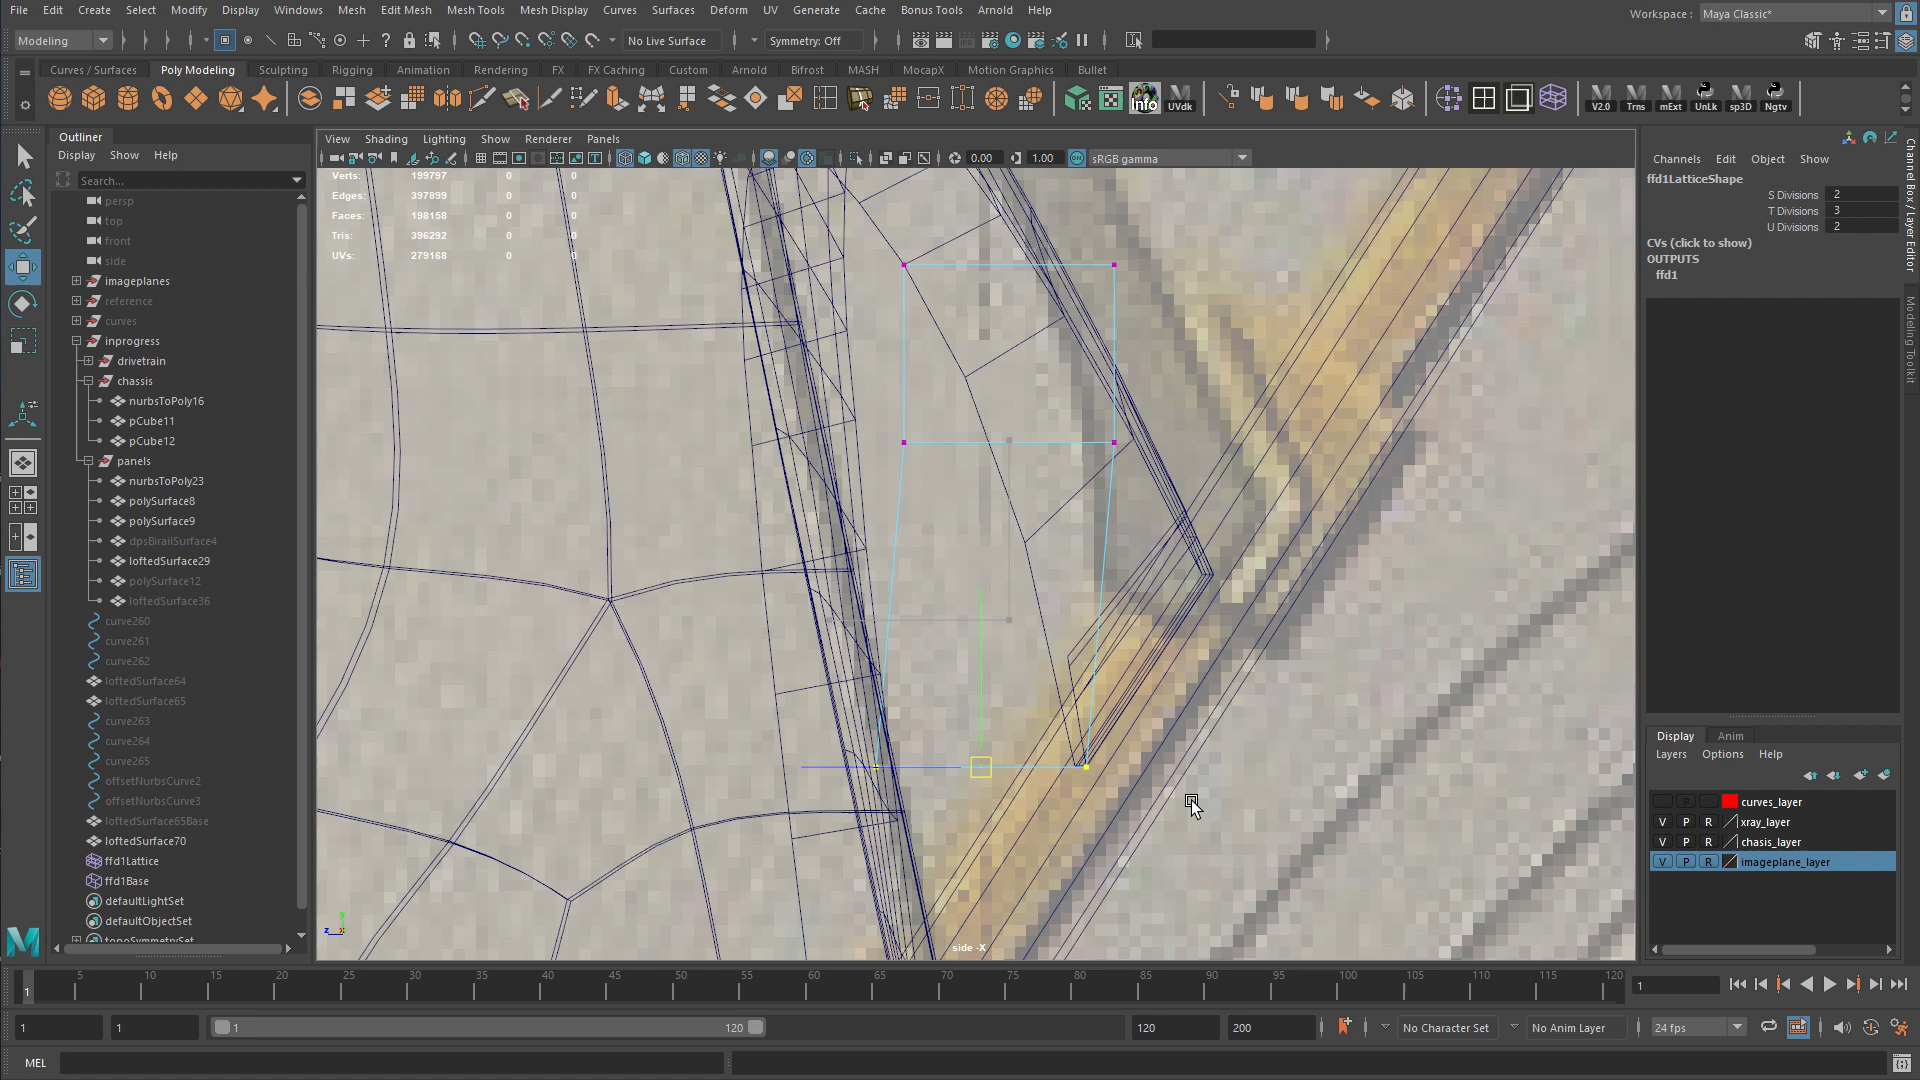 File Edit Create Select Modify Display Windows Mesh Edit Mesh Mesh Tools Mesh Display Curves Surfaces Deform UV Generate Cache Bonus Tools Arnold Help
Workspace : Maya Classic*
Modeling
No Live Surface
Symmetry: Off
Curves / Surfaces Poly Modeling Sculpting Rigging Animation Rendering FX FX Caching Custom Arnold Bifrost MASH MocapX Motion Graphics Bullet
Info UVdk V2.0 Trns mExt UnLk sp3D Ngtv
Outliner
Display Show Help
Search...
persp
top
front
side
imageplanes
reference
curves
inprogress
drivetrain
chassis
nurbsToPoly16
pCube11
pCube12
panels
nurbsToPoly23
polySurface8
polySurface9
dpsBirailSurface4
loftedSurface29
polySurface12
loftedSurface36
curve260
curve261
curve262
loftedSurface64
loftedSurface65
curve263
curve264
curve265
offsetNurbsCurve2
offsetNurbsCurve3
loftedSurface65Base
loftedSurface70
ffd1Lattice
ffd1Base
defaultLightSet
defaultObjectSet
topoSymmetrySet
View Shading Lighting Show Renderer Panels
0.00 1.00 ON sRGB gamma
Verts: 199797 0 0
Edges: 397899 0 0
Faces: 198158 0 0
Tris: 396292 0 0
UVs: 279168 0 0
y
z x
side -X
Channels Edit Object Show
ffd1LatticeShape
S Divisions 2
T Divisions 3
U Divisions 2
CVs (click to show)
OUTPUTS
ffd1
Channel Box / Layer Editor
Modeling Toolkit
Display Anim
Layers Options Help
P curves_layer
V P R xray_layer
V P R chasis_layer
V P R imageplane_layer
5 10 15 20 25 30 35 40 45 50 55 60 65 70 75 80 85 90 95 100 105 110 115 120
1
1
1 1 1 120 120 200 No Character Set No Anim Layer 24 fps
MEL